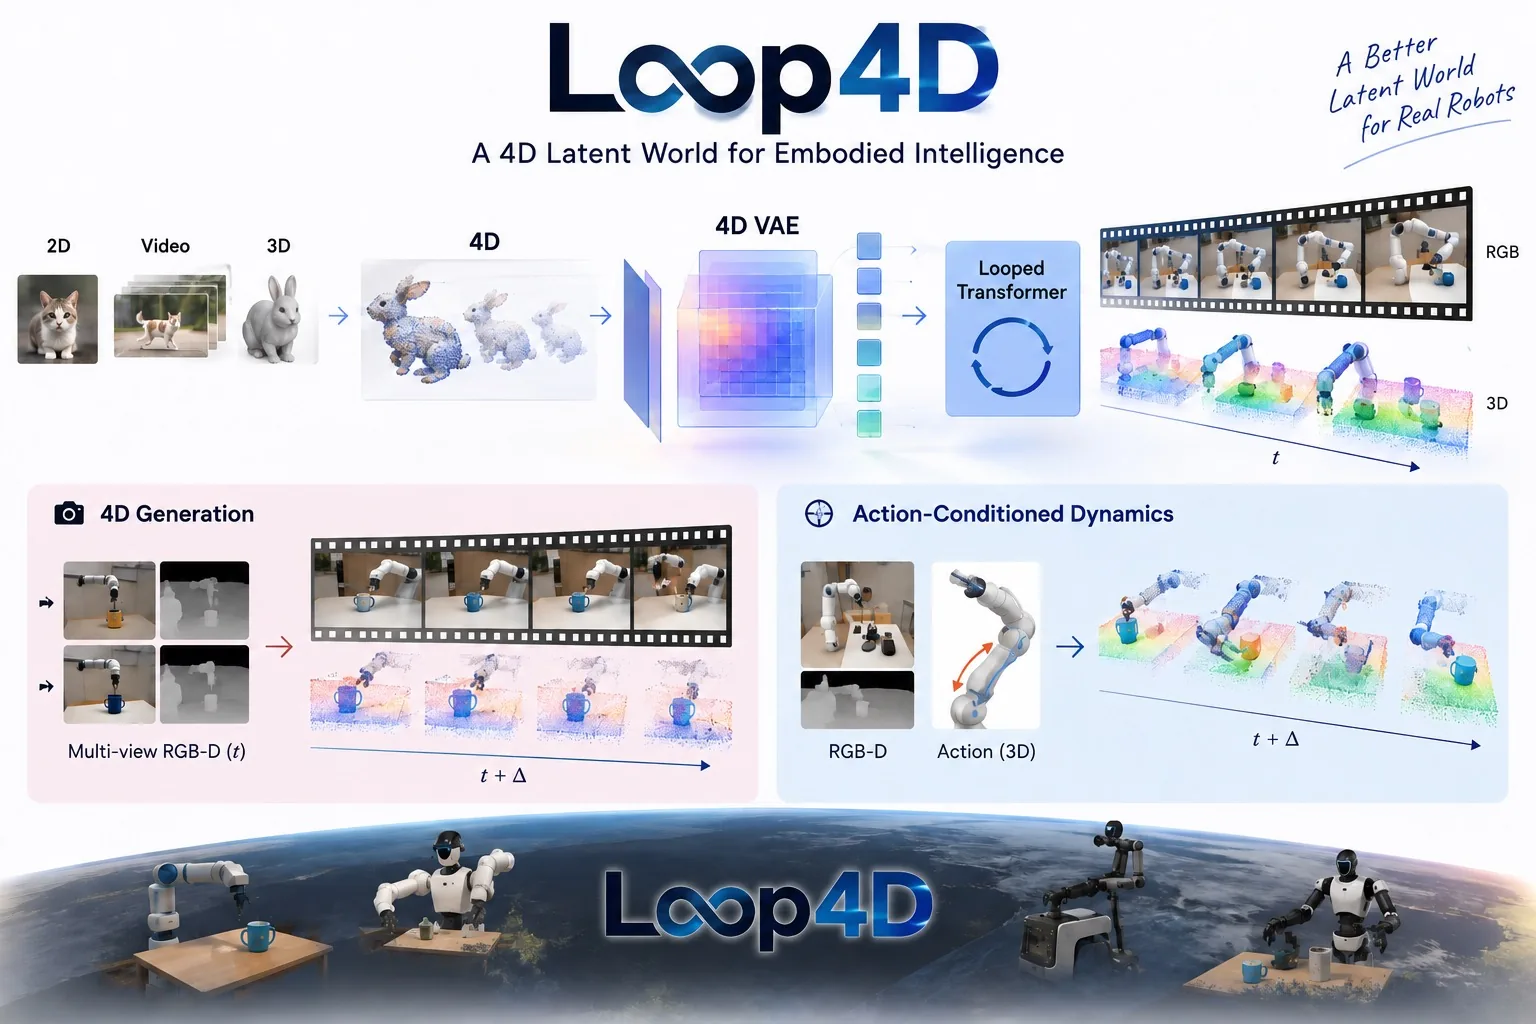 Loop4D
A 4D Latent World for Embodied Intelligence
A Better
Latent World
for Real Robots
2D
Video
3D
4D
4D VAE
Looped
Transformer
RGB
3D
t
4D Generation
Multi-view RGB-D (t)
t + Δ
Action-Conditioned Dynamics
RGB-D
Action (3D)
t + Δ
Loop4D